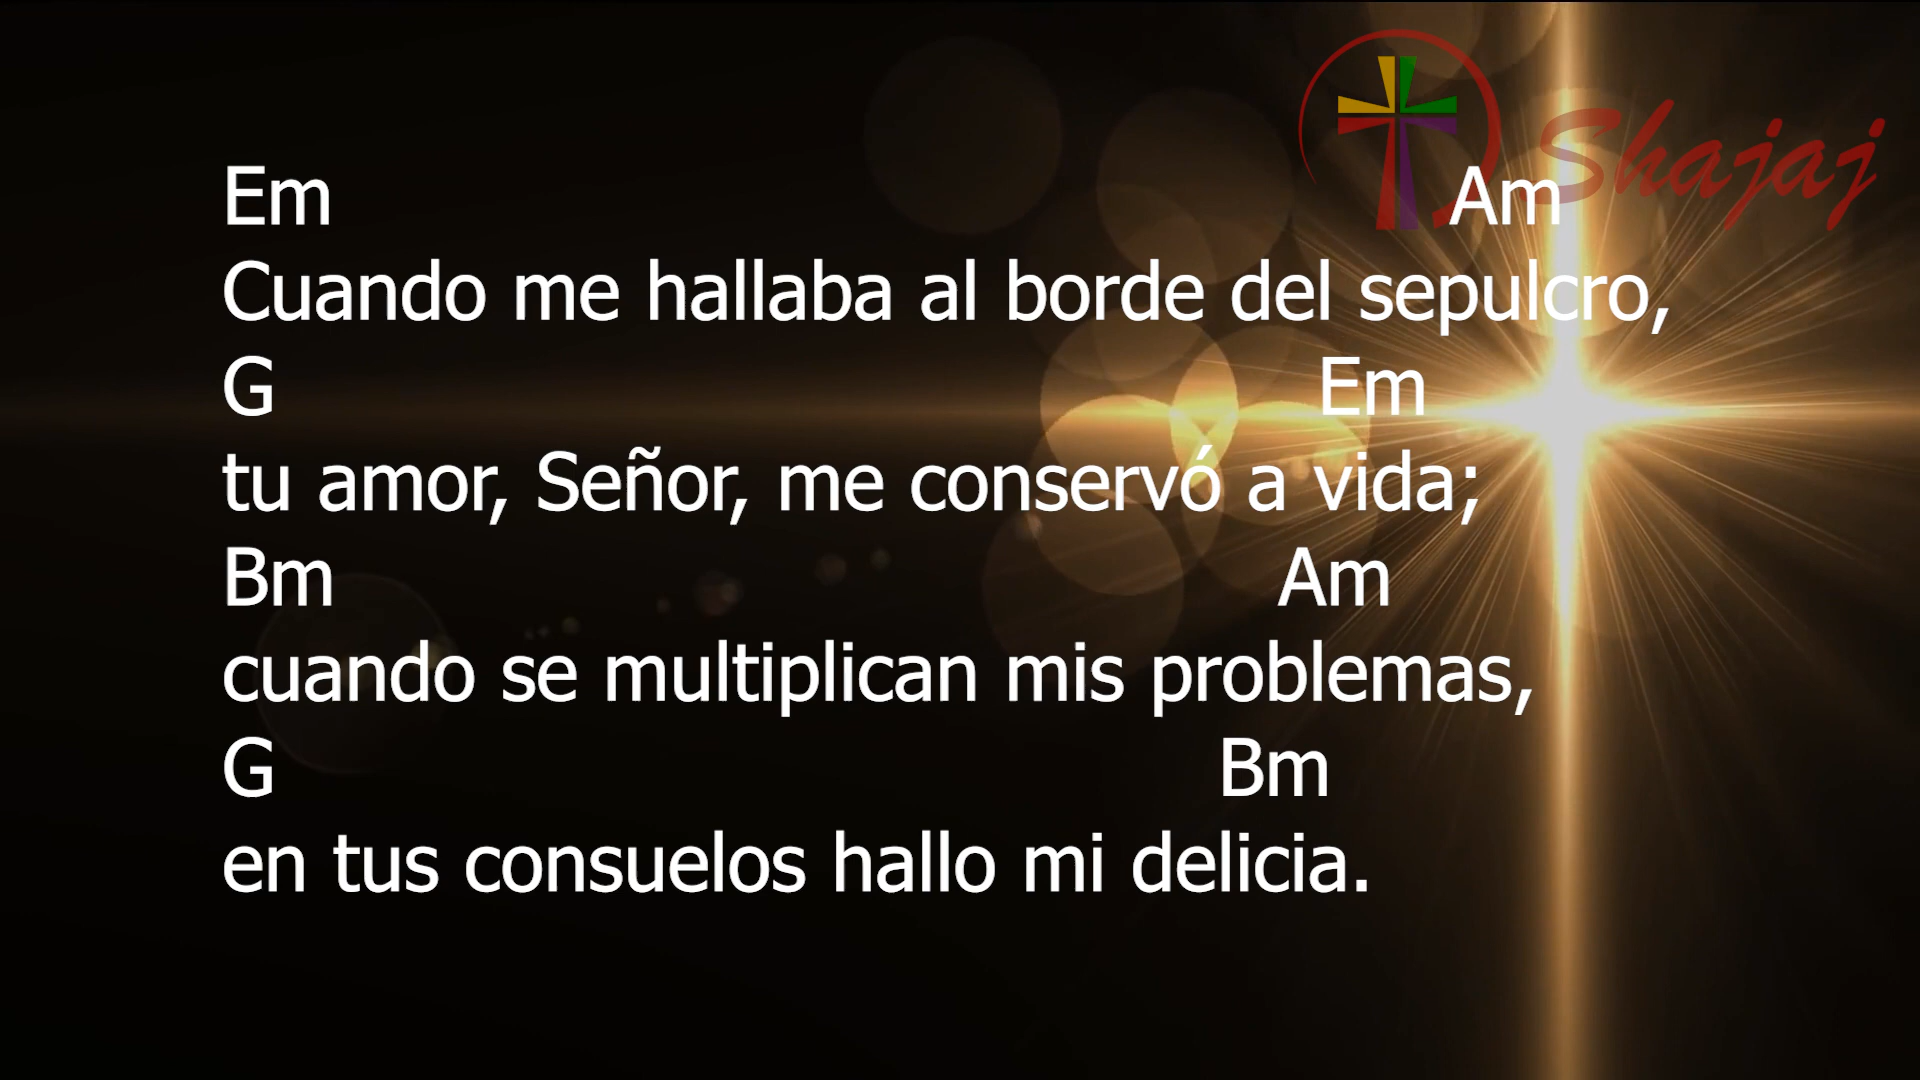 Shajaj
Em Am
Cuando me hallaba al borde del sepulcro,
G Em
tu amor, Señor, me conservó a vida;
Bm Am
cuando se multiplican mis problemas,
G Bm
en tus consuelos hallo mi delicia.